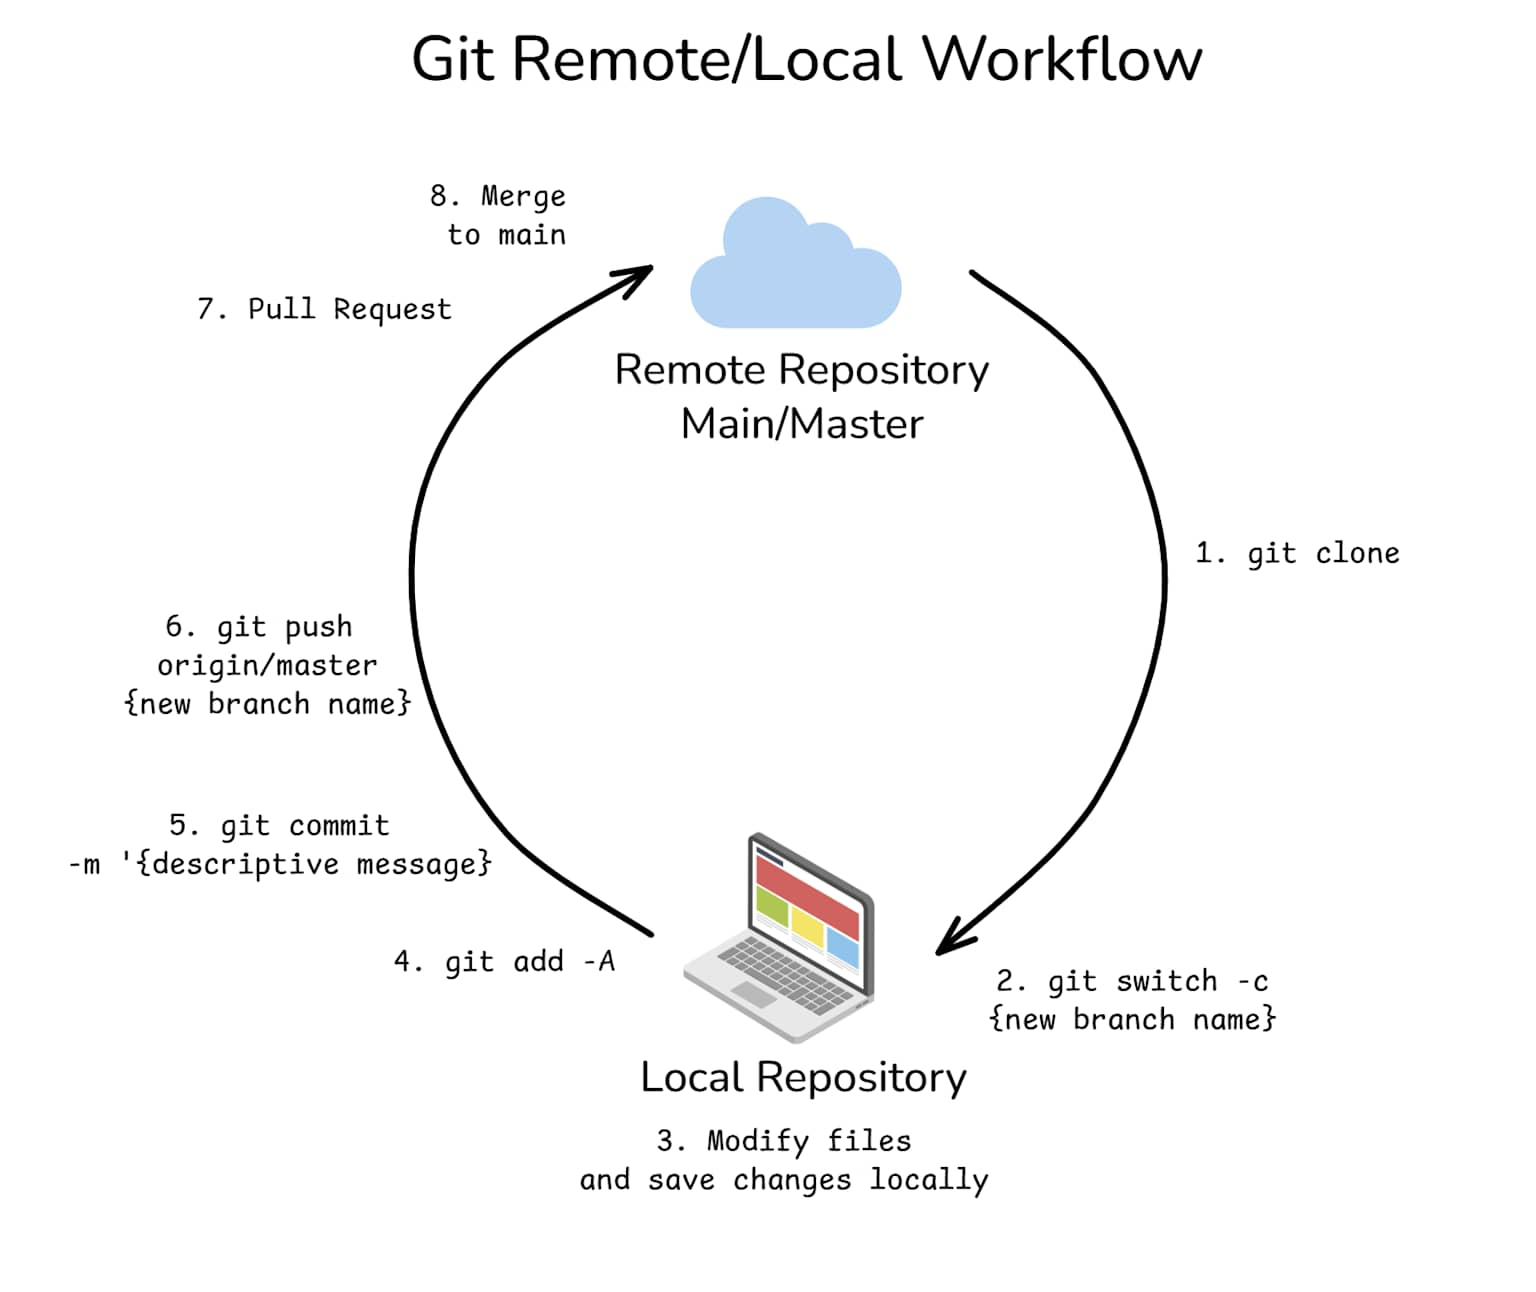 Git Remote/Local Workflow
8. Merge
to main
7. Pull Request
Remote Repository
Main/Master
1. git clone
6. git push
origin/master
{new branch name}
5. git commit
-m '{descriptive message}
4. git add -A
2. git switch -c
{new branch name}
Local Repository
3. Modify files
and save changes locally